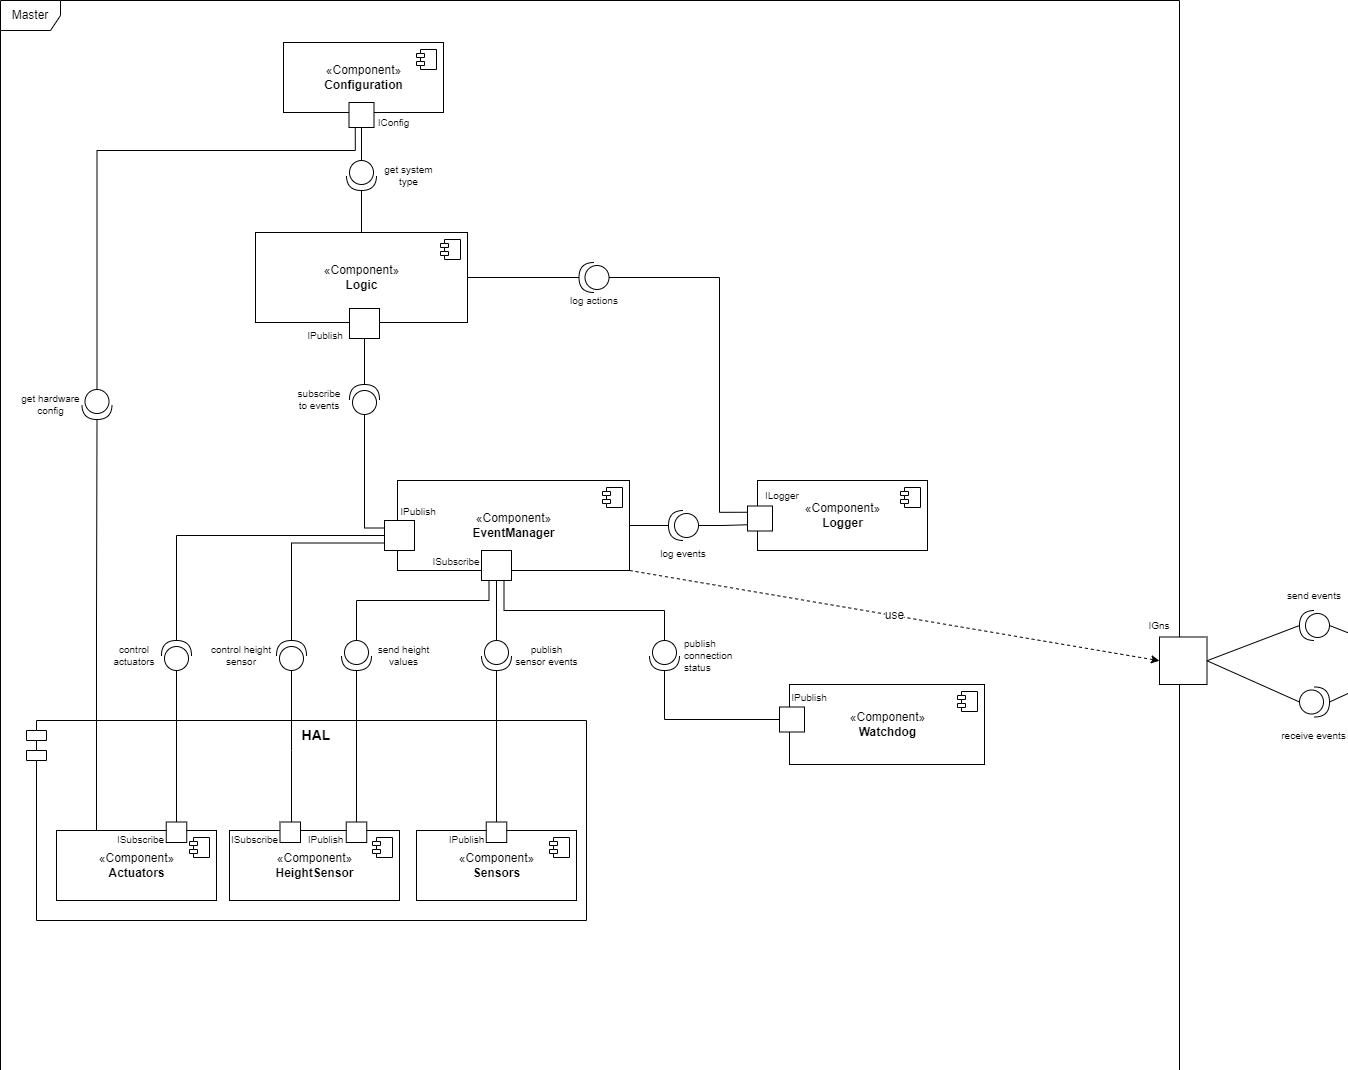 Master
«Component»
Configuration
IConfig
get system
type
«Component»
Logic
IPublish
log actions
get hardware
config
subscribe
to events
«Component»
EventManager
IPublish
ISubscribe
log events
ILogger
«Component»
Logger
use
IGns
send events
receive events
control
actuators
control height
sensor
send height
values
publish
sensor events
publish
connection
status
IPublish
«Component»
Watchdog
HAL
ISubscribe
«Component»
Actuators
ISubscribe
IPublish
«Component»
HeightSensor
IPublish
«Component»
Sensors